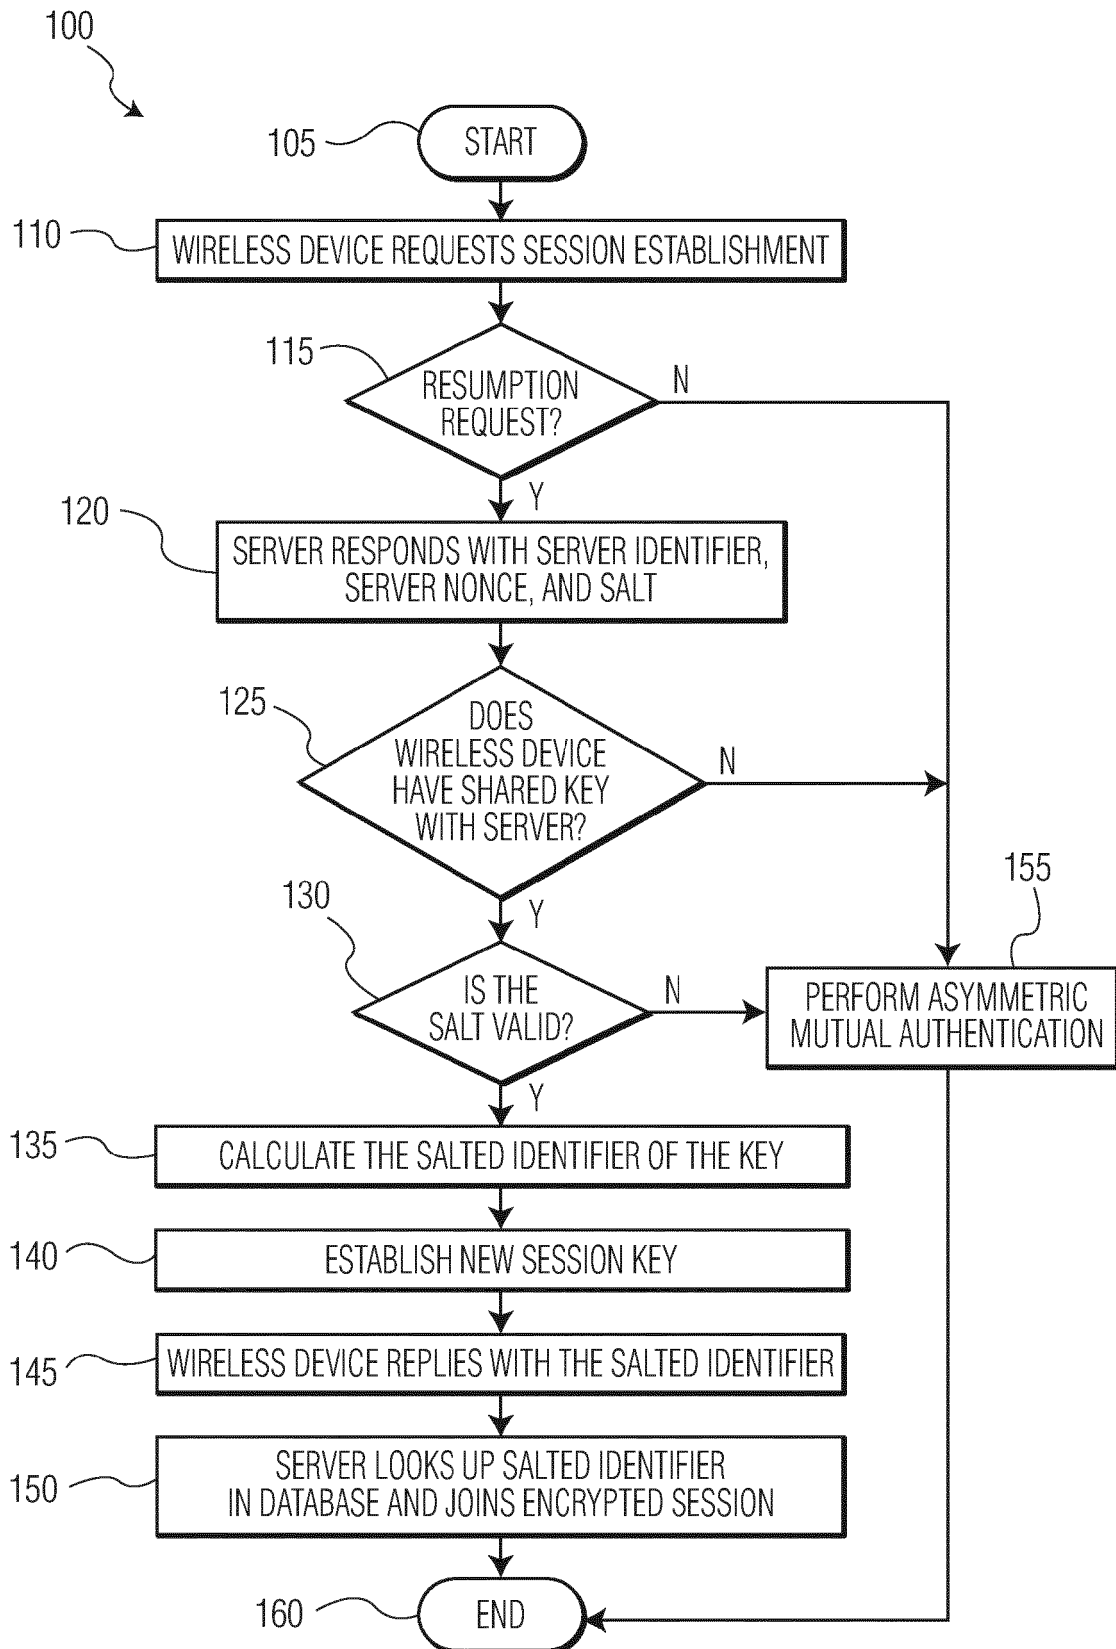 100
105
START
110
WIRELESS DEVICE REQUESTS SESSION ESTABLISHMENT
115
RESUMPTION
REQUEST?
N
Y
120
SERVER RESPONDS WITH SERVER IDENTIFIER,
SERVER NONCE, AND SALT
125
DOES
WIRELESS DEVICE
HAVE SHARED KEY
WITH SERVER?
N
Y
130
IS THE
SALT VALID?
N
Y
155
PERFORM ASYMMETRIC
MUTUAL AUTHENTICATION
135
CALCULATE THE SALTED IDENTIFIER OF THE KEY
140
ESTABLISH NEW SESSION KEY
145
WIRELESS DEVICE REPLIES WITH THE SALTED IDENTIFIER
150
SERVER LOOKS UP SALTED IDENTIFIER
IN DATABASE AND JOINS ENCRYPTED SESSION
160
END